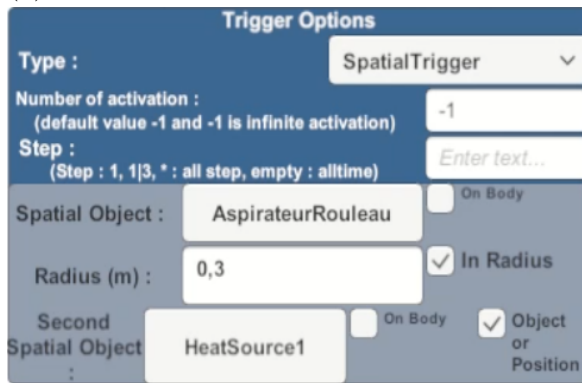 Trigger Options
Type :
SpatialTrigger
Number of activation :
(default value -1 and -1 is infinite activation)
-1
Step :
(Step : 1, 1|3, * : all step, empty : alltime)
Enter text...
Spatial Object :
AspirateurRouleau
On Body
Radius (m) :
0,3
In Radius
Second
Spatial Object
:
HeatSource1
On Body
Object
or
Position